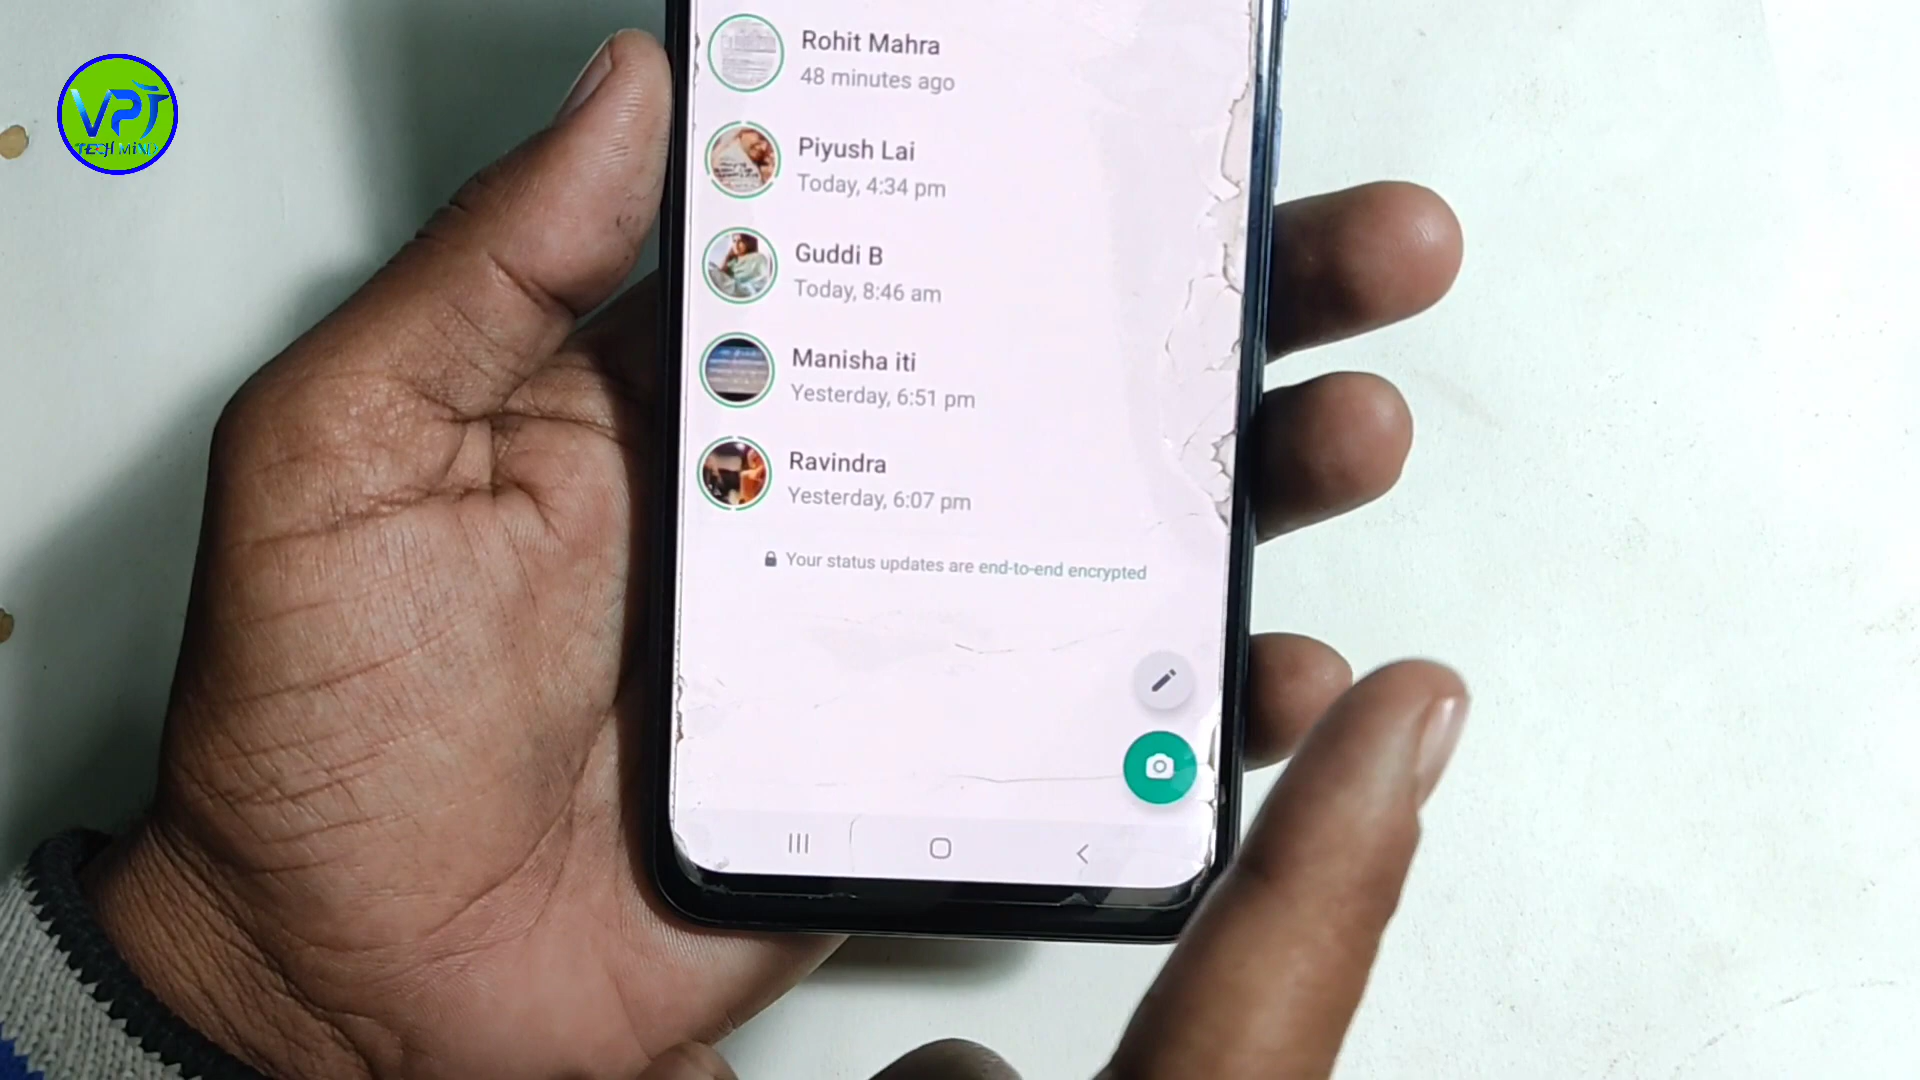 VPT
TECH MIND
Rohit Mahra
48 minutes ago
Piyush Lai
Today, 4:34 pm
Guddi B
Today, 8:46 am
Manisha iti
Yesterday, 6:51 pm
Ravindra
Yesterday, 6:07 pm
Your status updates are end-to-end encrypted